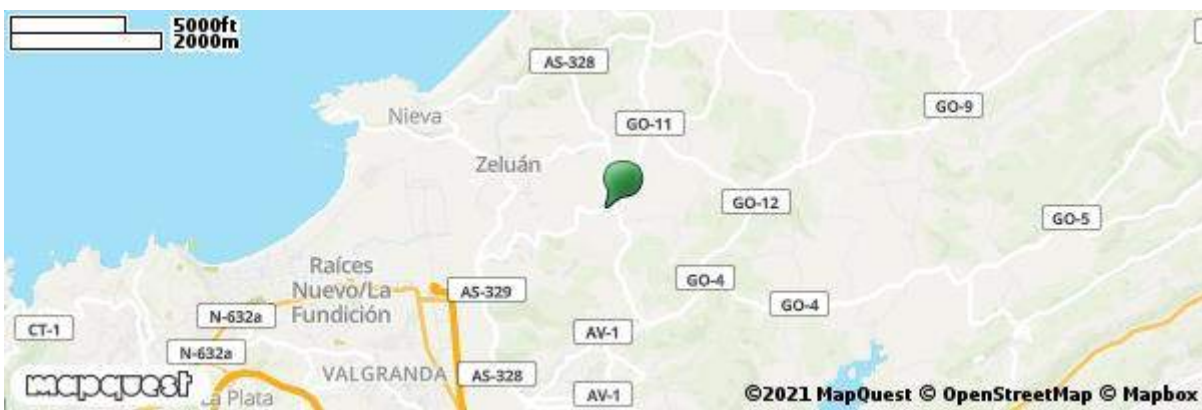 5000ft
2000m
AS-328
Nieva
GO-11
GO-9
Zeluán
GO-12
GO-5
Raíces
Nuevo/La
Fundición
AS-329
GO-4
GO-4
CT-1
N-632a
AV-1
N-632a
VALGRANDA
AS-328
mapquest
La Plata
AV-1
©2021 MapQuest © OpenStreetMap © Mapbox